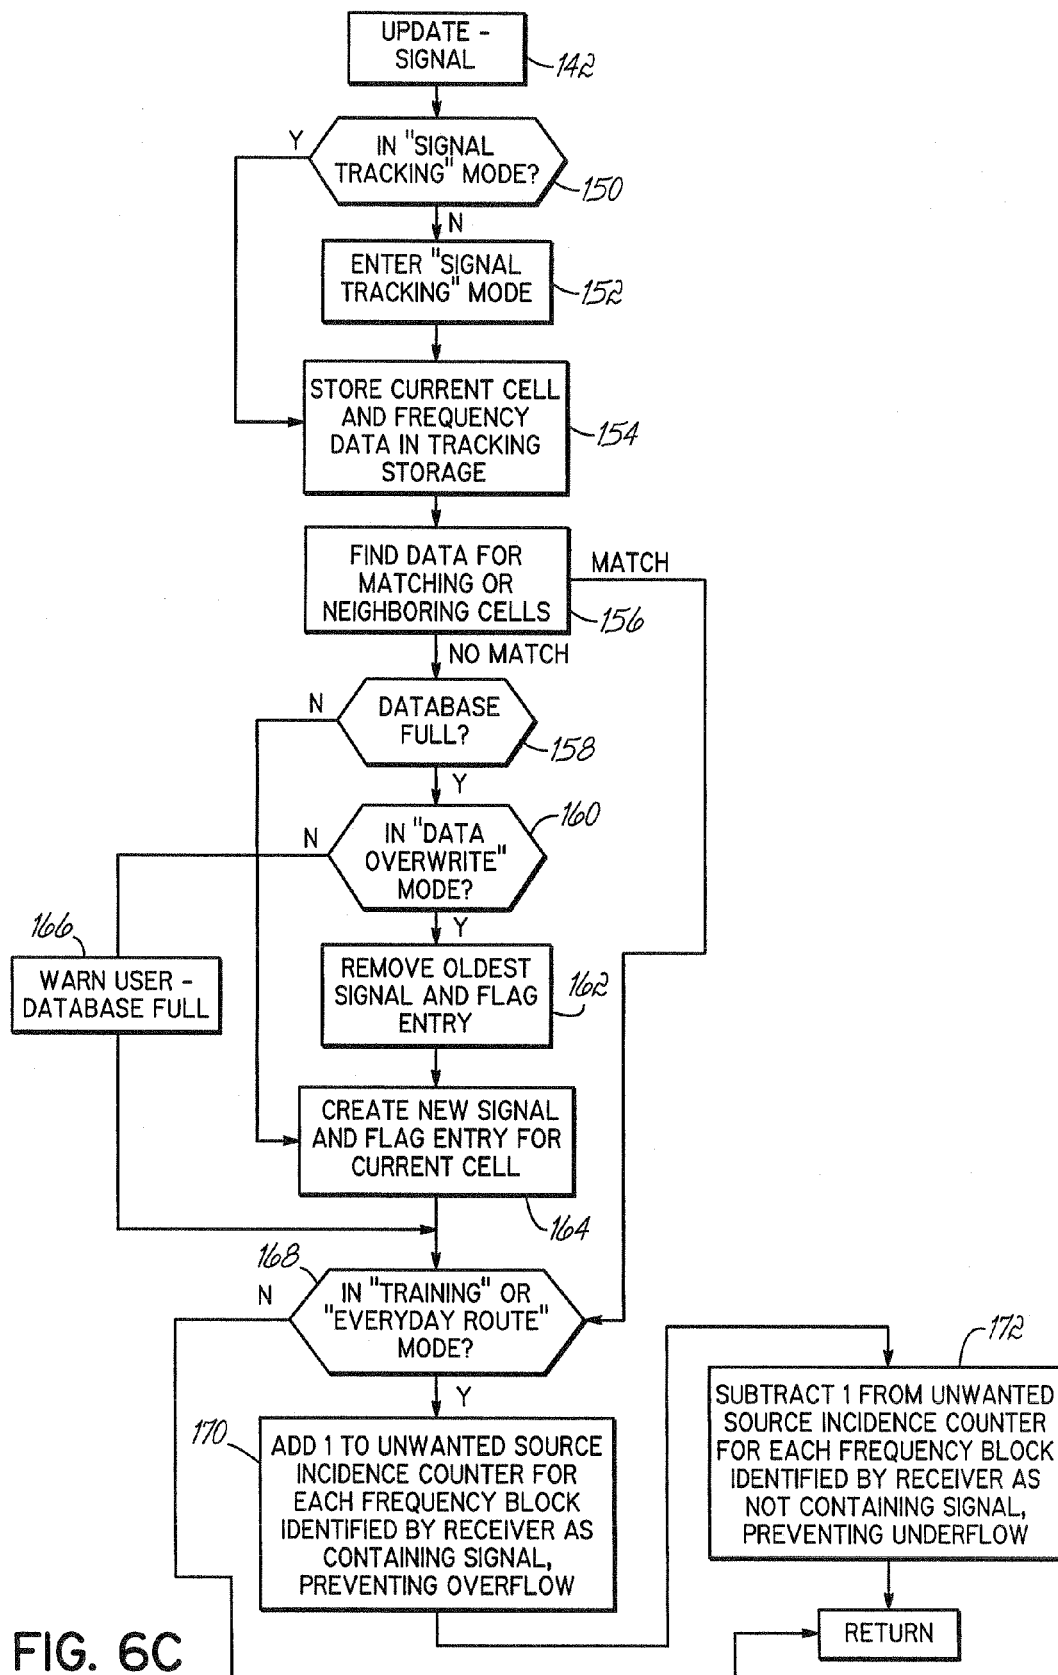 UPDATE -
SIGNAL
142
Y
IN "SIGNAL
TRACKING" MODE?
150
N
ENTER "SIGNAL
TRACKING" MODE
152
STORE CURRENT CELL
AND FREQUENCY
DATA IN TRACKING
STORAGE
154
FIND DATA FOR
MATCHING OR
NEIGHBORING CELLS
156
MATCH
NO MATCH
N
DATABASE
FULL?
158
Y
160
N
IN "DATA
OVERWRITE"
MODE?
Y
166
WARN USER -
DATABASE FULL
REMOVE OLDEST
SIGNAL AND FLAG
ENTRY
162
CREATE NEW SIGNAL
AND FLAG ENTRY FOR
CURRENT CELL
164
168
N
IN "TRAINING" OR
"EVERYDAY ROUTE"
MODE?
Y
170
ADD 1 TO UNWANTED SOURCE
INCIDENCE COUNTER FOR
EACH FREQUENCY BLOCK
IDENTIFIED BY RECEIVER AS
CONTAINING SIGNAL,
PREVENTING OVERFLOW
172
SUBTRACT 1 FROM UNWANTED
SOURCE INCIDENCE COUNTER
FOR EACH FREQUENCY BLOCK
IDENTIFIED BY RECEIVER AS
NOT CONTAINING SIGNAL,
PREVENTING UNDERFLOW
RETURN
FIG. 6C